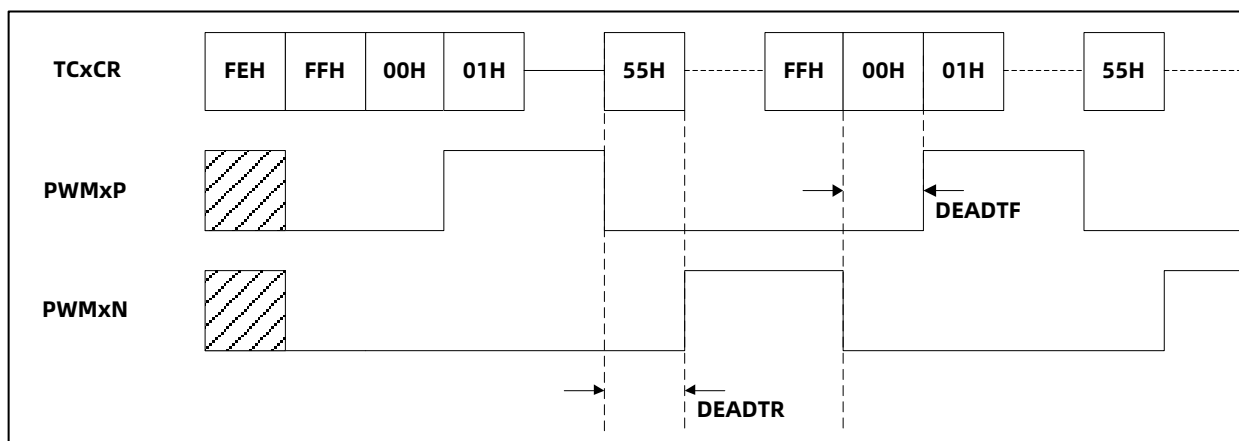 TCxCR FEH FFH 00H 01H 55H FFH 00H 01H 55H
PWMxP
DEADTF
PWMxN
DEADTR